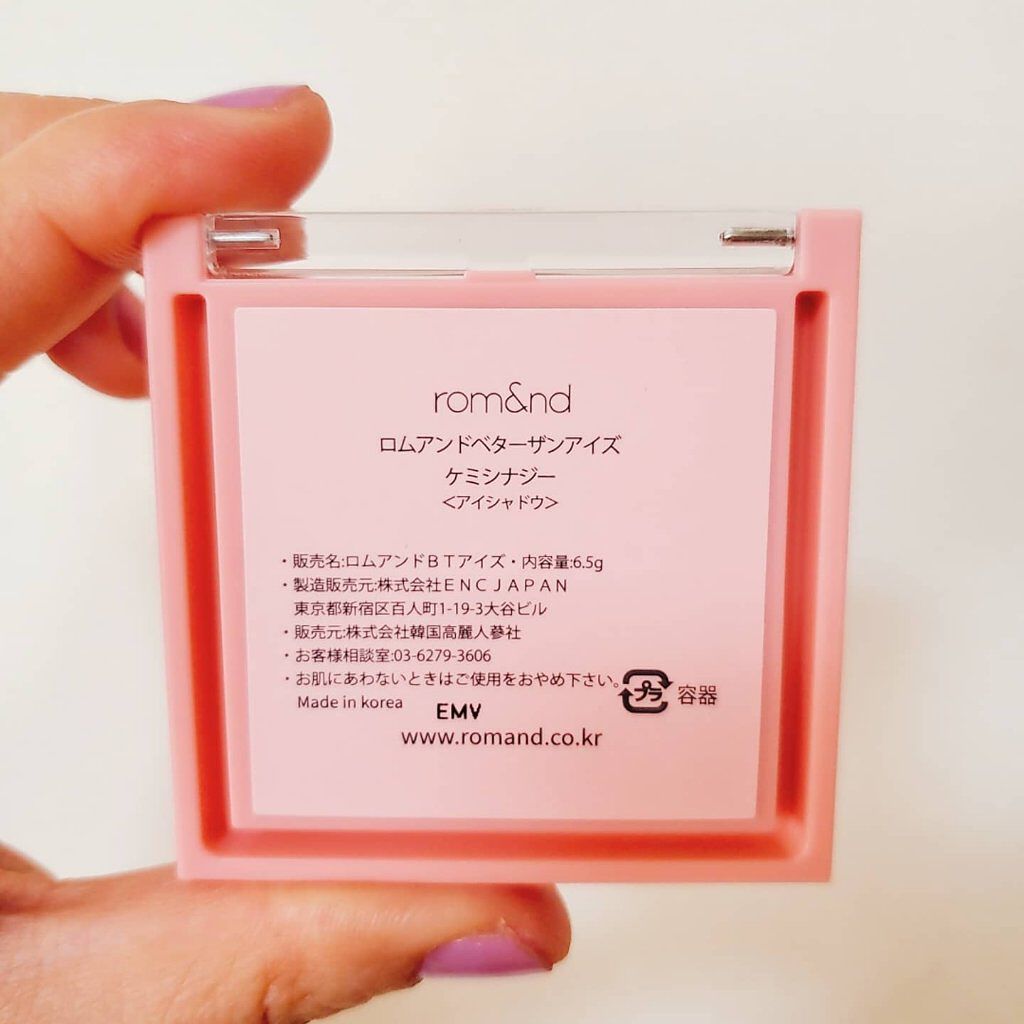 rom&nd
ロムアンドベターザンアイズ
ケミシナジー
<アイシャドウ>
・販売名:ロムアンドＢＴアイズ・内容量:6.5g
・製造販売元:株式会社ＥＮＣＪＡＰＡＮ
東京都新宿区百人町1-19-3大谷ビル
・販売元:株式会社韓国高麗人蔘社
・お客様相談室:03-6279-3606
・お肌にあわないときはご使用をおやめ下さい。
プラ 容器
Made in korea
EMV
www.romand.co.kr